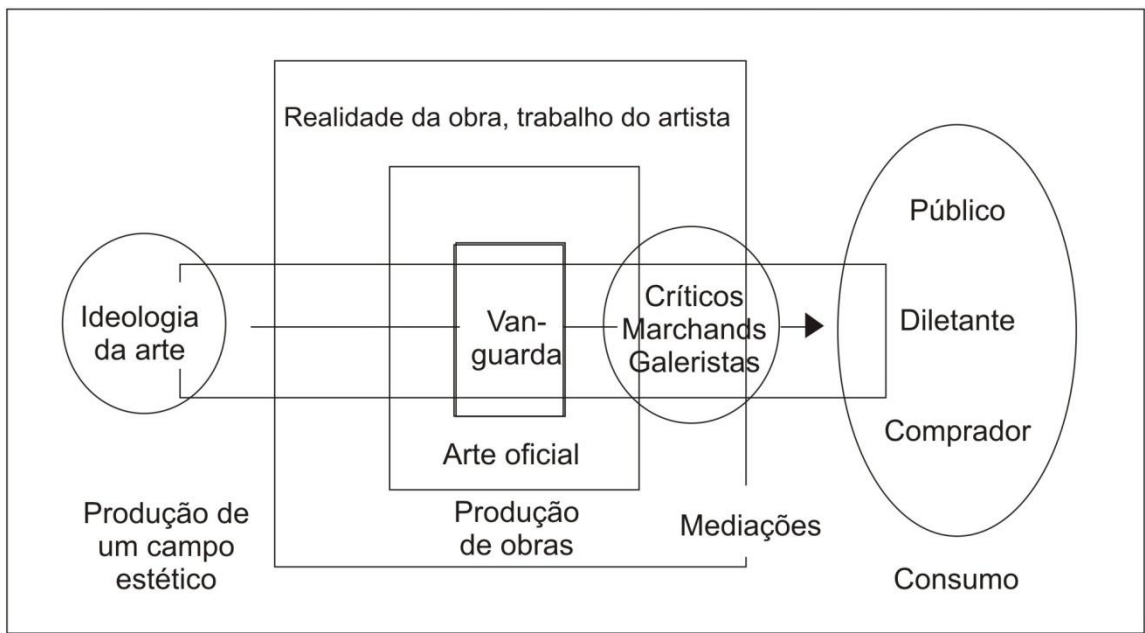 Realidade da obra, trabalho do artista
Ideologia
da arte
Van-
guarda
Críticos
Marchands
Galeristas
Público
Diletante
Comprador
Arte oficial
Produção de
um campo
estético
Produção
de obras
Mediações
Consumo